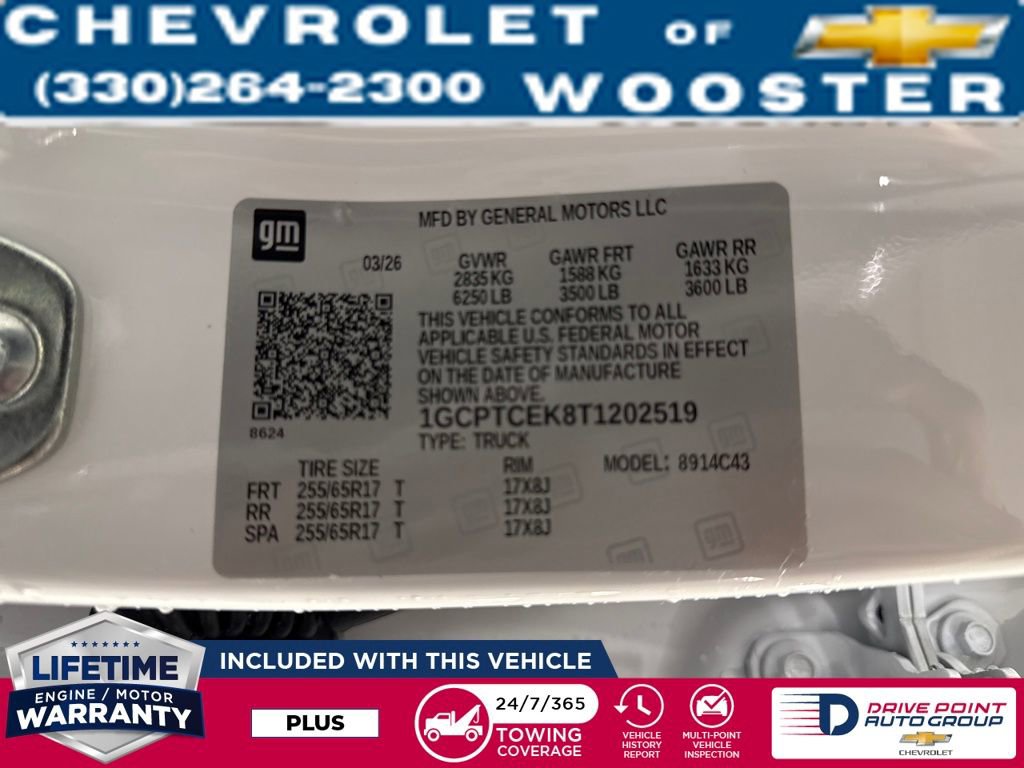 CHEVROLET OF
(330)264-2300 WOOSTER
gm
MFD BY GENERAL MOTORS LLC
03/26
GVWR GAWR FRT GAWR RR
2835 KG 1588 KG 1633 KG
6250 LB 3500 LB 3600 LB
THIS VEHICLE CONFORMS TO ALL
APPLICABLE U.S. FEDERAL MOTOR
VEHICLE SAFETY STANDARDS IN EFFECT
ON THE DATE OF MANUFACTURE
SHOWN ABOVE.
1GCPTCEK8T1202519
8624
TYPE: TRUCK
TIRE SIZE RIM MODEL: 8914C43
FRT 255/65R17 T 17X8J
RR 255/65R17 T 17X8J
SPA 255/65R17 T 17X8J
gm
LIFETIME
ENGINE / MOTOR
WARRANTY
INCLUDED WITH THIS VEHICLE
PLUS
24/7/365
TOWING
COVERAGE
VEHICLE
HISTORY
REPORT
MULTI-POINT
VEHICLE
INSPECTION
DRIVE POINT
AUTO GROUP
CHEVROLET